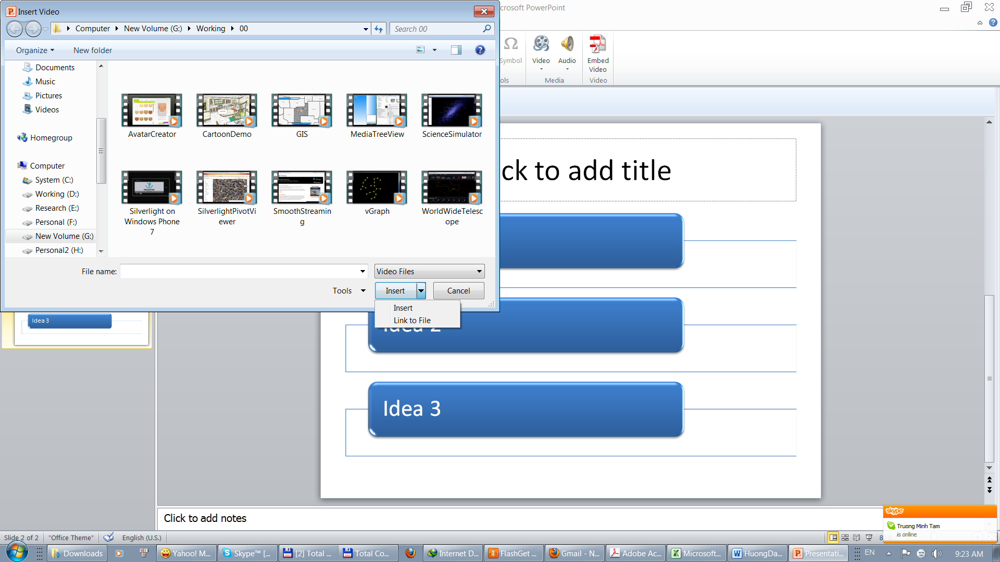 Insert Video
crosoft PowerPoint
Computer New Volume (G:) Working 00
Search 00
Organize New folder
Symbol Video Audio Embed Video
ols Media Video
Documents
Music
Pictures
Videos
Homegroup
Computer
System (C:)
Working (D:)
Research (E:)
Personal (F:)
New Volume (G:)
Personal2 (H:)
AvatarCreator CartoonDemo GIS MediaTreeView ScienceSimulator
Silverlight on Windows Phone 7
SilverlightPivotViewer
SmoothStreaming
vGraph
WorldWideTelescope
File name:
Video Files
Tools Insert Cancel
Insert
Link to File
ck to add title
Idea 2
Idea 3
Idea 3
Click to add notes
skype
Truong Minh Tam
is online
Slide 2 of 2 "Office Theme" English (U.S.)
Downloads Yahoo! M... Skype™ [... [2] Total ... Total Co... Internet D... FlashGet ... Gmail - N... Adobe Ac... Microsoft... HuongDa... Presentati... EN 9:23 AM